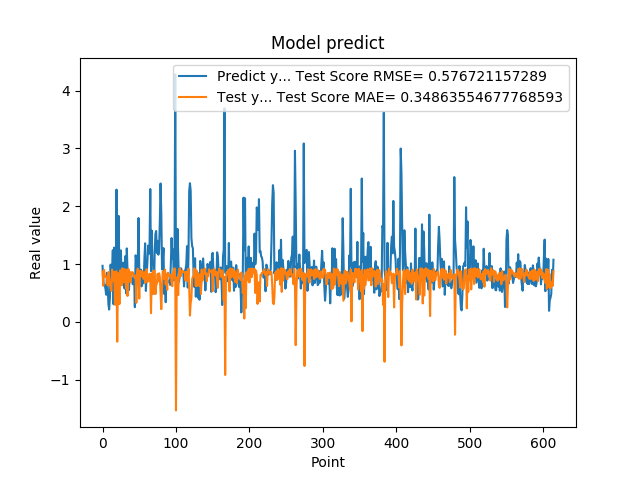 Model predict
Predict y... Test Score RMSE= 0.576721157289
Test y... Test Score MAE= 0.34863554677768593
4
3
2
1
0
−1
Real value
0 100 200 300 400 500 600
Point